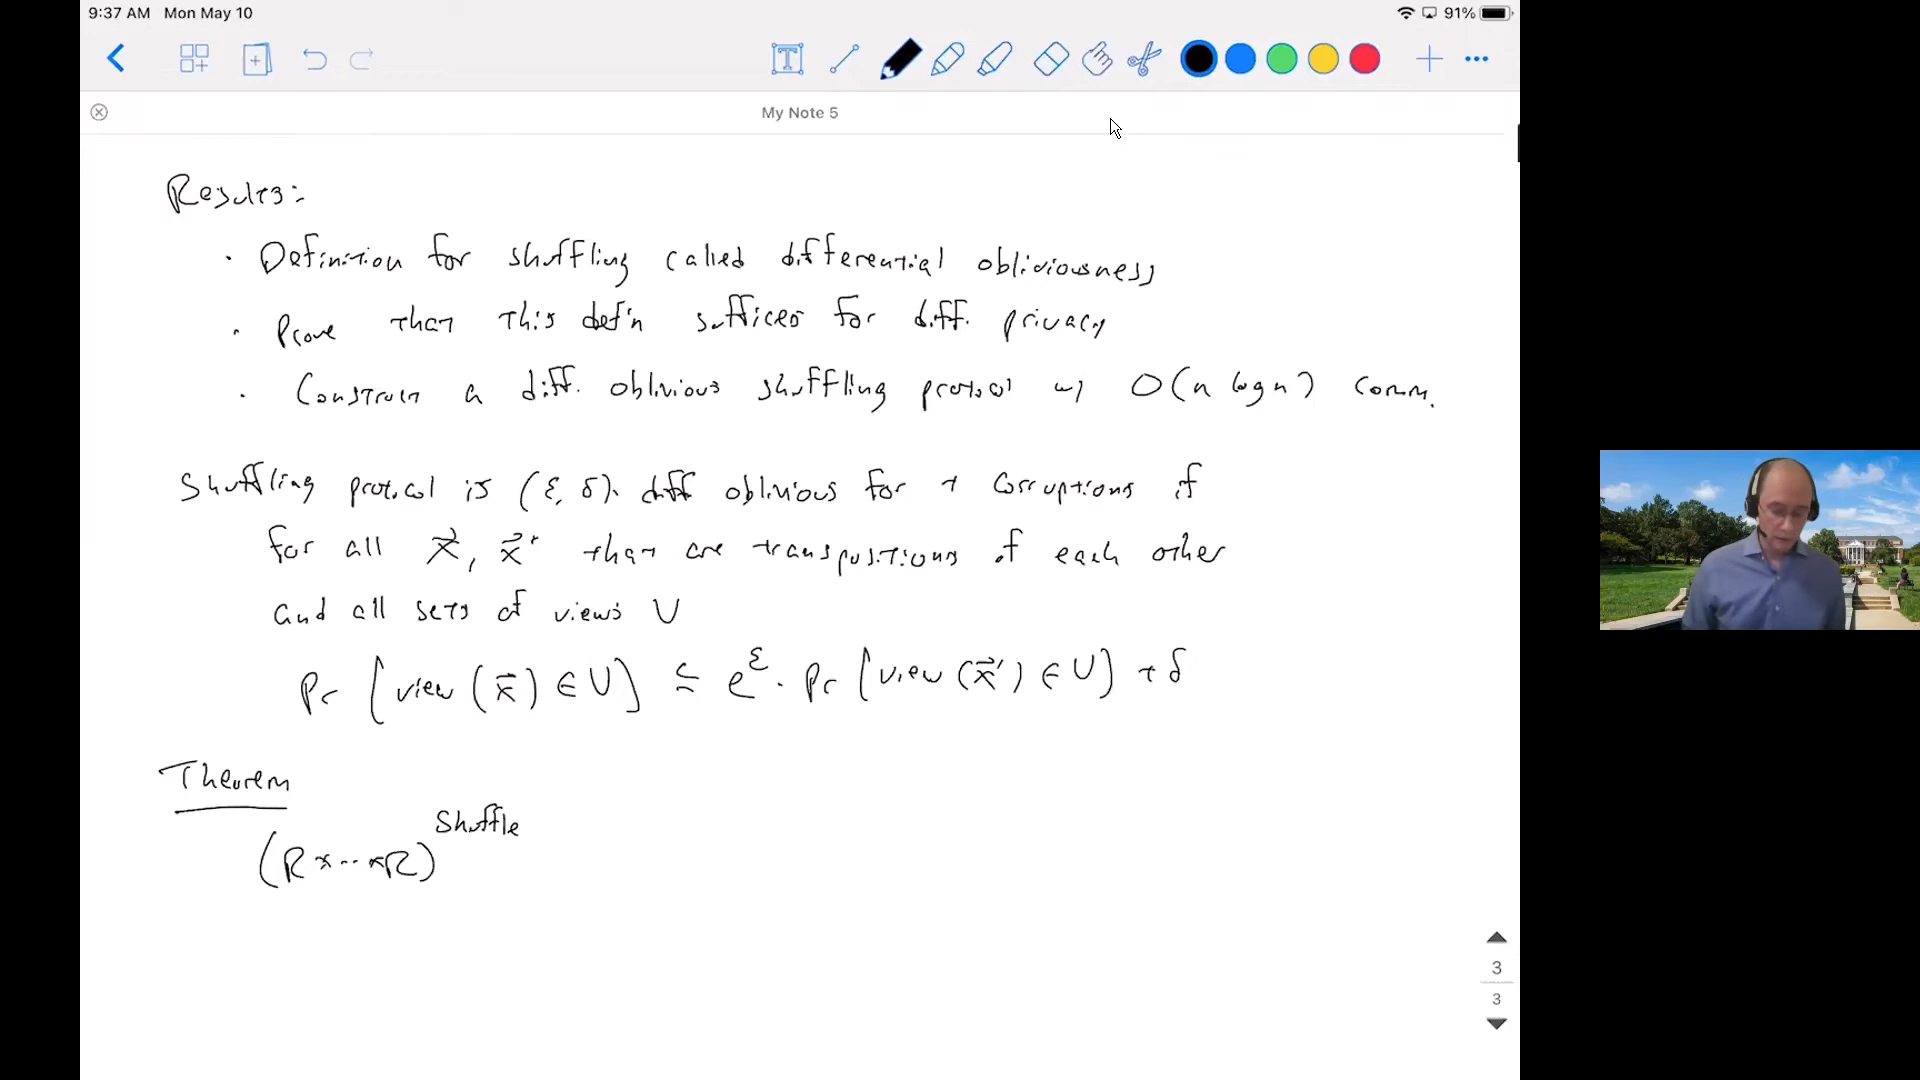 9:37 AM Mon May 10
91%
My Note 5
Results:
· Definition for shuffling called differential obliviousness
· Prove that this def'n suffices for diff. privacy
· Construct a diff. oblivious shuffling protocol w/ O(n log n) comm.
Shuffling protocol is (ε, δ)-diff oblivious for t corruptions if
for all x⃗, x⃗' that are transpositions of each other
and all sets of views V
Pr [view (x⃗) ∈ V] ≤ e^ε · Pr [view (x⃗') ∈ V] + δ
Theorem
(R × ·· × R)^Shuffle
3
3